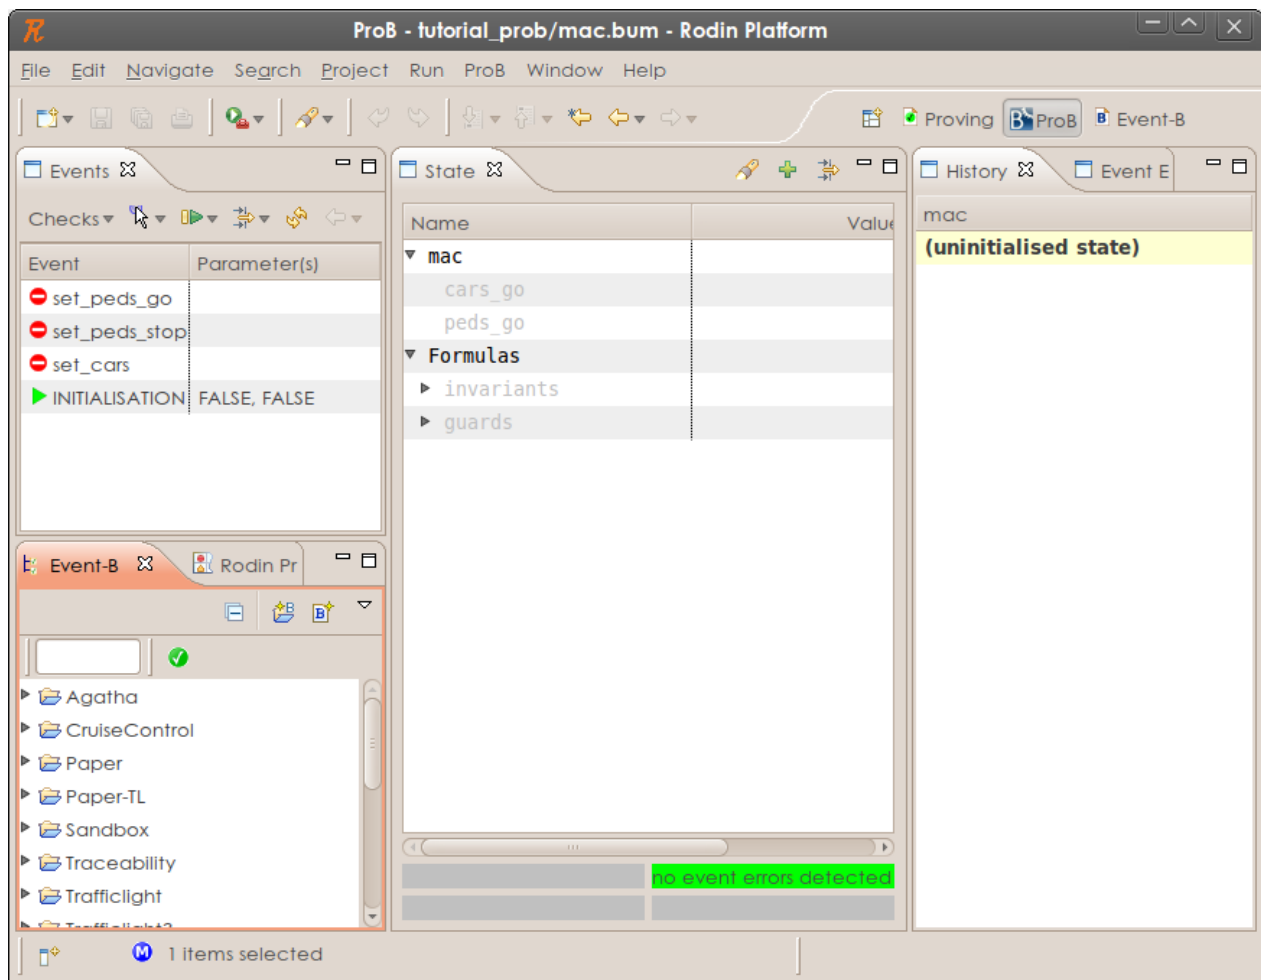 ProB - tutorial_prob/mac.bum - Rodin Platform
File Edit Navigate Search Project Run ProB Window Help
Proving ProB Event-B
Events
Checks
Event Parameter(s)
set_peds_go
set_peds_stop
set_cars
INITIALISATION FALSE, FALSE
State
Name Value
mac
cars_go
peds_go
Formulas
invariants
guards
no event errors detected
History Event E
mac
(uninitialised state)
Event-B Rodin Pr
Agatha
CruiseControl
Paper
Paper-TL
Sandbox
Traceability
Trafficlight
1 items selected